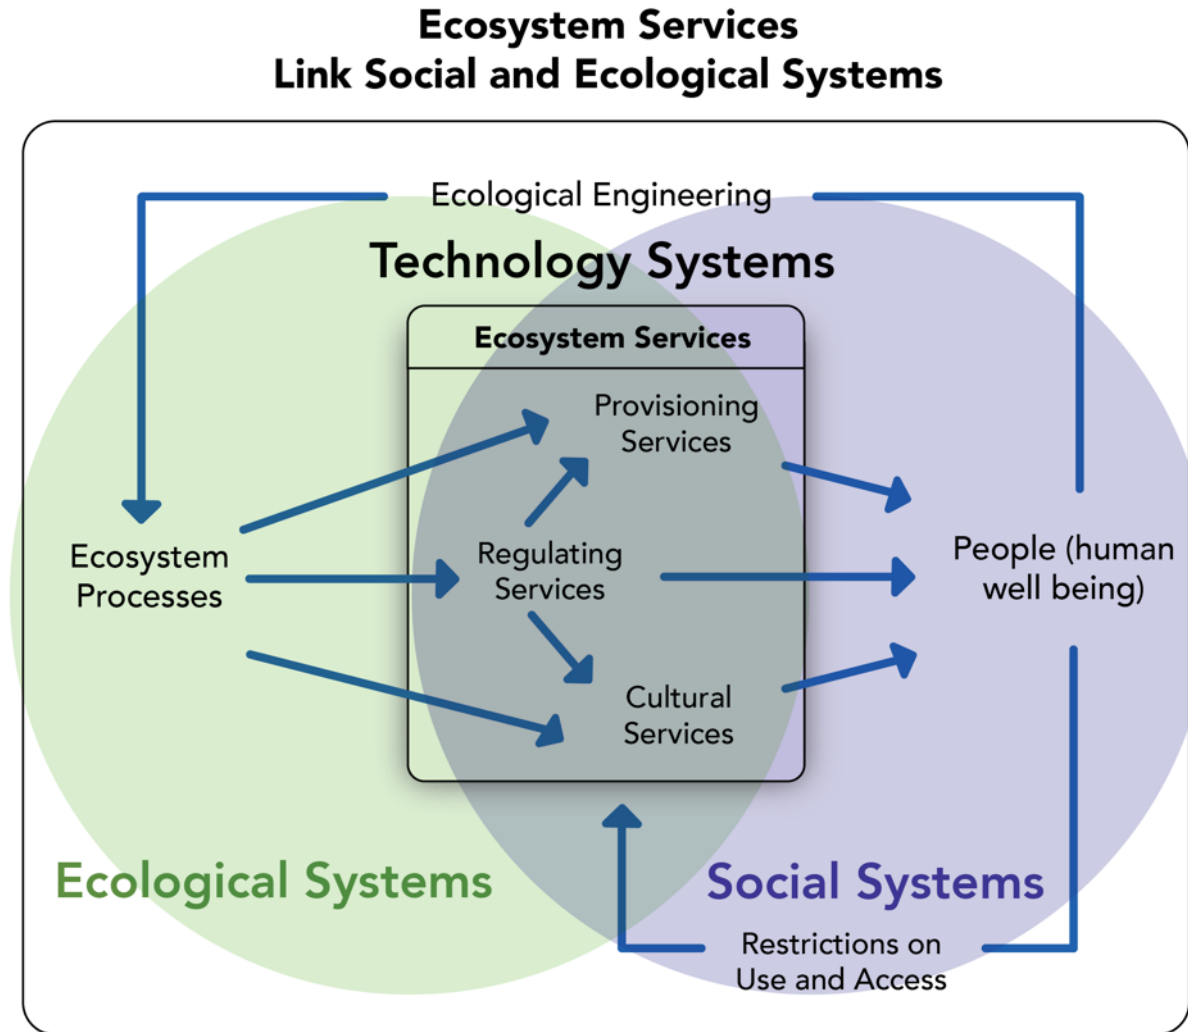 Ecosystem Services
Link Social and Ecological Systems
Ecological Engineering
Technology Systems
Ecosystem Services
Provisioning
Services
Ecosystem
Processes
Regulating
Services
People (human
well being)
Cultural
Services
Ecological Systems
Social Systems
Restrictions on
Use and Access